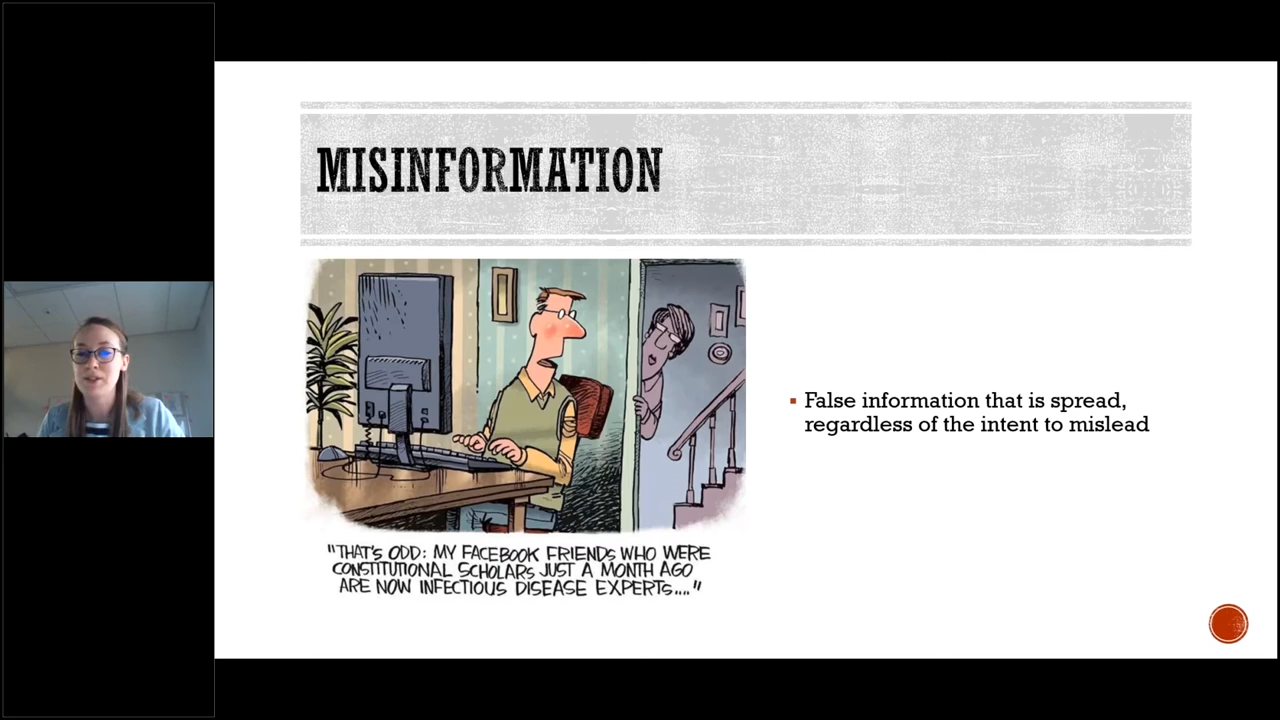 MISINFORMATION
"THAT'S ODD: MY FACEBOOK FRIENDS WHO WERE
CONSTITUTIONAL SCHOLARS JUST A MONTH AGO
ARE NOW INFECTIOUS DISEASE EXPERTS...."
▪ False information that is spread,
regardless of the intent to mislead